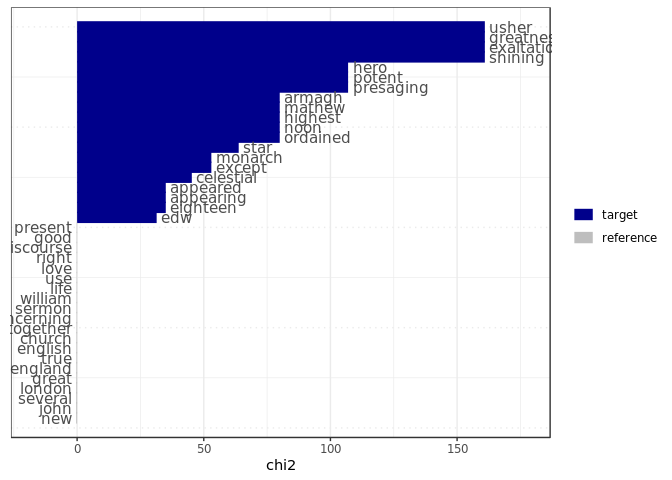 usher
greatnes
exaltatio
shining
hero
potent
presaging
armagh
mathew
highest
noon
ordained
star
monarch
except
celestial
appeared
appearing
eighteen
edw
present
good
iscourse
right
love
use
life
william
sermon
ncerning
together
church
english
true
england
great
london
several
john
new
0 50 100 150
chi2
target
reference